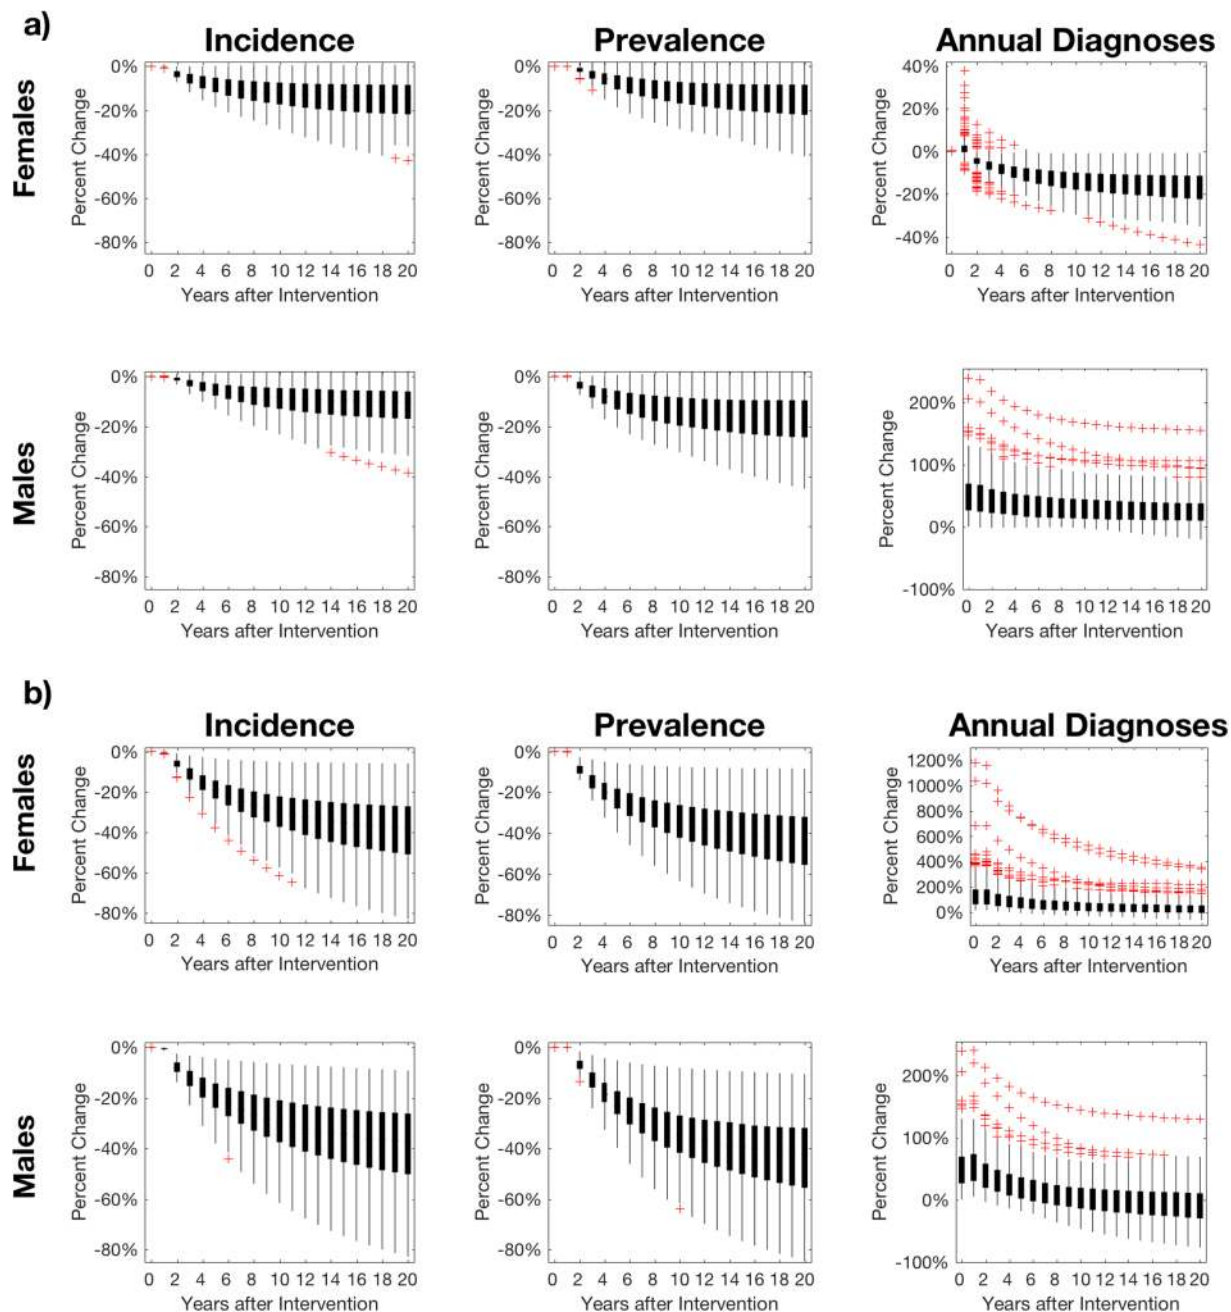 a)
Incidence Prevalence Annual Diagnoses
Females
Percent Change
0%
-20%
-40%
-60%
-80%
0 2 4 6 8 10 12 14 16 18 20
Years after Intervention
Percent Change
0%
-20%
-40%
-60%
-80%
0 2 4 6 8 10 12 14 16 18 20
Years after Intervention
Percent Change
40%
20%
0%
-20%
-40%
0 2 4 6 8 10 12 14 16 18 20
Years after Intervention
Males
Percent Change
0%
-20%
-40%
-60%
-80%
0 2 4 6 8 10 12 14 16 18 20
Years after Intervention
Percent Change
0%
-20%
-40%
-60%
-80%
0 2 4 6 8 10 12 14 16 18 20
Years after Intervention
Percent Change
200%
100%
0%
-100%
0 2 4 6 8 10 12 14 16 18 20
Years after Intervention
b)
Incidence Prevalence Annual Diagnoses
Females
Percent Change
0%
-20%
-40%
-60%
-80%
0 2 4 6 8 10 12 14 16 18 20
Years after Intervention
Percent Change
0%
-20%
-40%
-60%
-80%
0 2 4 6 8 10 12 14 16 18 20
Years after Intervention
Percent Change
1200%
1000%
800%
600%
400%
200%
0%
0 2 4 6 8 10 12 14 16 18 20
Years after Intervention
Males
Percent Change
0%
-20%
-40%
-60%
-80%
0 2 4 6 8 10 12 14 16 18 20
Years after Intervention
Percent Change
0%
-20%
-40%
-60%
-80%
0 2 4 6 8 10 12 14 16 18 20
Years after Intervention
Percent Change
200%
100%
0%
-100%
0 2 4 6 8 10 12 14 16 18 20
Years after Intervention